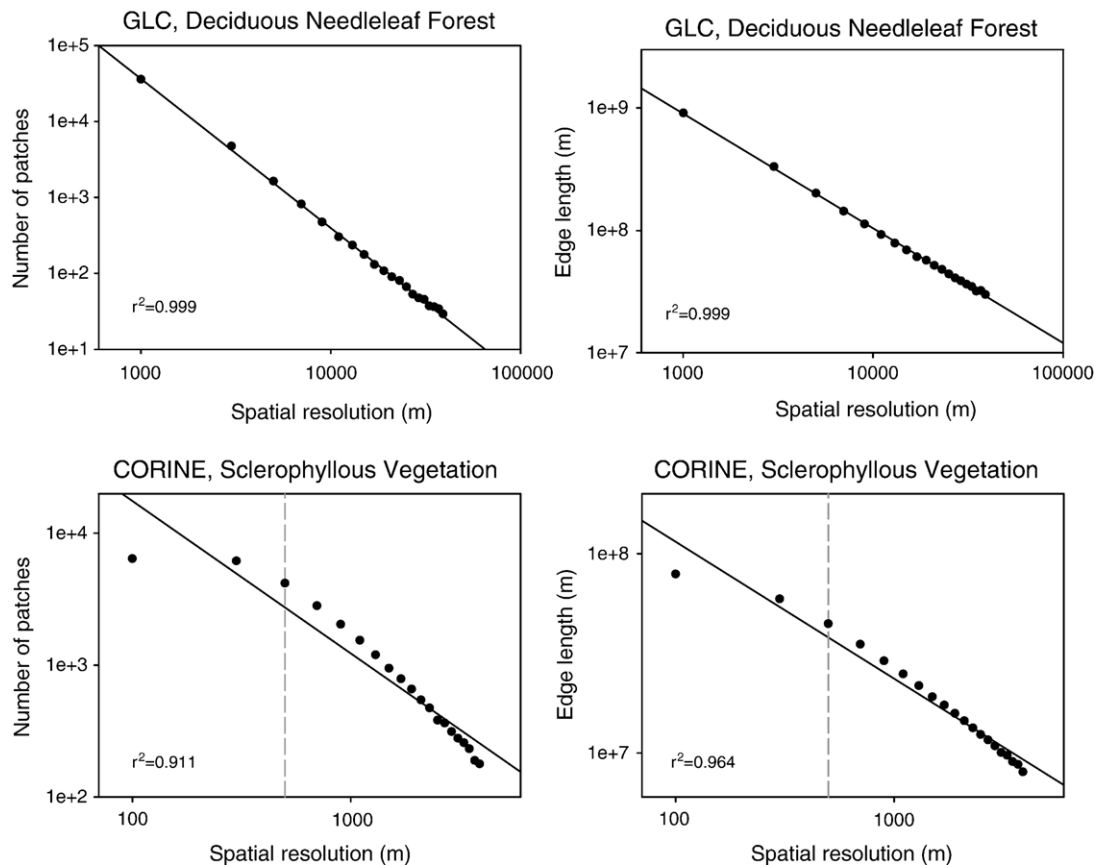 GLC, Deciduous Needleleaf Forest
1e+5
1e+4
1e+3
1e+2
1e+1
Number of patches
r²=0.999
1000
10000
100000
Spatial resolution (m)
GLC, Deciduous Needleleaf Forest
1e+9
1e+8
1e+7
Edge length (m)
r²=0.999
1000
10000
100000
Spatial resolution (m)
CORINE, Sclerophyllous Vegetation
1e+4
1e+3
1e+2
Number of patches
r²=0.911
100
1000
Spatial resolution (m)
CORINE, Sclerophyllous Vegetation
1e+8
1e+7
Edge length (m)
r²=0.964
100
1000
Spatial resolution (m)